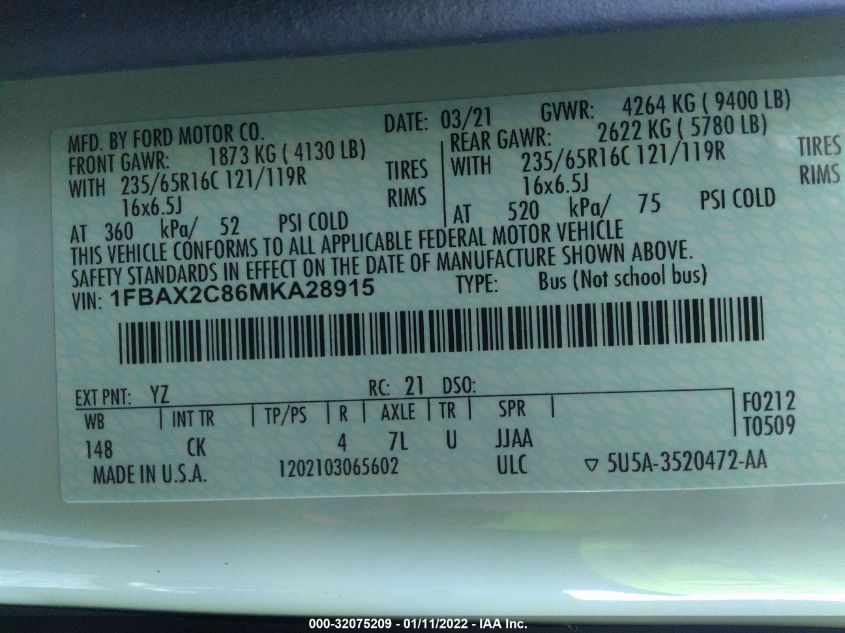 MFD. BY FORD MOTOR CO. DATE: 03/21 GVWR: 4264 KG ( 9400 LB)
FRONT GAWR: 1873 KG ( 4130 LB) REAR GAWR: 2622 KG ( 5780 LB)
WITH 235/65R16C 121/119R TIRES WITH 235/65R16C 121/119R TIRES
16x6.5J RIMS 16x6.5J RIMS
AT 360 kPa/ 52 PSI COLD AT 520 kPa/ 75 PSI COLD
THIS VEHICLE CONFORMS TO ALL APPLICABLE FEDERAL MOTOR VEHICLE
SAFETY STANDARDS IN EFFECT ON THE DATE OF MANUFACTURE SHOWN ABOVE.
VIN: 1FBAX2C86MKA28915 TYPE: Bus (Not school bus)
EXT PNT: YZ RC: 21 DSO:
WB INT TR TP/PS R AXLE TR SPR F0212
148 CK 4 7L U JJAA T0509
MADE IN U.S.A. 1202103065602 ULC ▽ 5U5A-3520472-AA
000-32075209 - 01/11/2022 - IAA Inc.